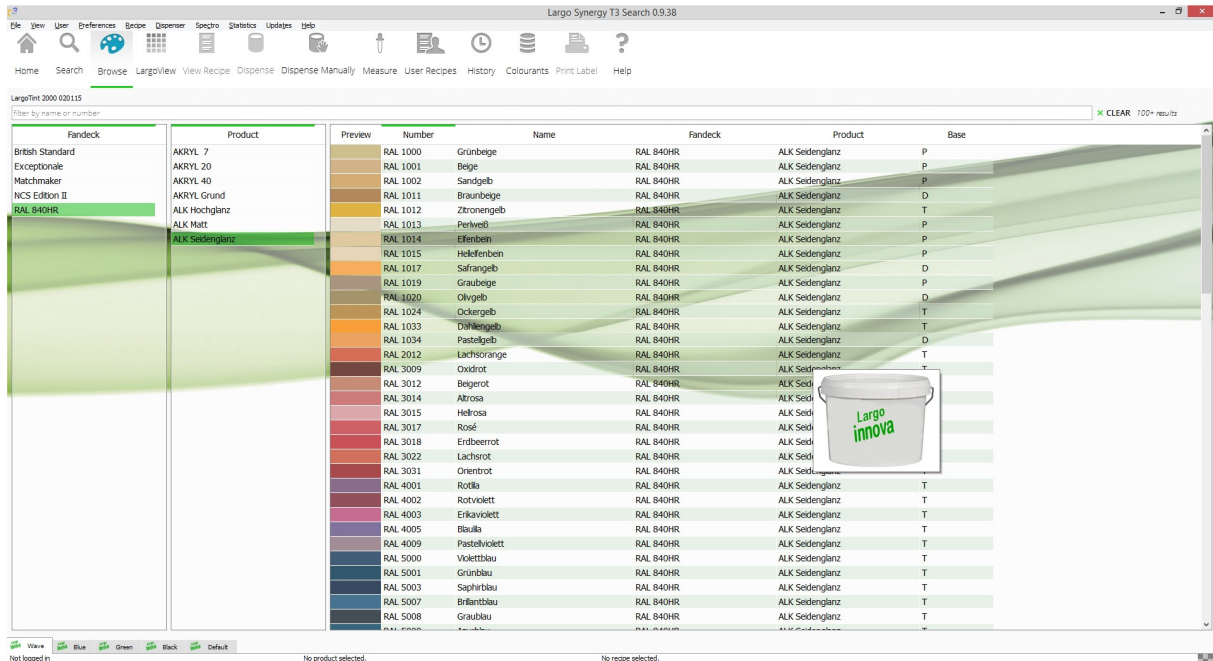 Largo Synergy T3 Search 0.9.38
File View User Preferences Recipe Dispenser Spectro Statistics Updates Help
Home Search Browse LargoView View Recipe Dispense Dispense Manually Measure User Recipes History Colourants Print Label Help
LargoTint 2000 020115
filter by name or number CLEAR 100+ results
Fandeck Product Preview Number Name Fandeck Product Base
British Standard AKRYL 7 RAL 1000 Grünbeige RAL 840HR ALK Seidenglanz P
Exceptionale AKRYL 20 RAL 1001 Beige RAL 840HR ALK Seidenglanz P
Matchmaker AKRYL 40 RAL 1002 Sandgelb RAL 840HR ALK Seidenglanz P
NCS Edition II AKRYL Grund RAL 1011 Braunbeige RAL 840HR ALK Seidenglanz D
RAL 840HR ALK Hochglanz RAL 1012 Zitronengelb RAL 840HR ALK Seidenglanz T
ALK Matt RAL 1013 Perlweiß RAL 840HR ALK Seidenglanz P
ALK Seidenglanz RAL 1014 Elfenbein RAL 840HR ALK Seidenglanz P
RAL 1015 Hellelfenbein RAL 840HR ALK Seidenglanz P
RAL 1017 Safrangelb RAL 840HR ALK Seidenglanz D
RAL 1019 Graubeige RAL 840HR ALK Seidenglanz P
RAL 1020 Olivgelb RAL 840HR ALK Seidenglanz D
RAL 1024 Ockergelb RAL 840HR ALK Seidenglanz T
RAL 1033 Dahliengelb RAL 840HR ALK Seidenglanz T
RAL 1034 Pastellgelb RAL 840HR ALK Seidenglanz D
RAL 2012 Lachsorange RAL 840HR ALK Seidenglanz T
RAL 3009 Oxidrot RAL 840HR ALK Seidenglanz T
RAL 3012 Beigerot RAL 840HR ALK Seid
RAL 3014 Altrosa RAL 840HR ALK Seid
RAL 3015 Hellrosa RAL 840HR ALK Seid
RAL 3017 Rosé RAL 840HR ALK Seid
RAL 3018 Erdbeerrot RAL 840HR ALK Seid
RAL 3022 Lachsrot RAL 840HR ALK Seid
Largo
innova
RAL 3031 Orientrot RAL 840HR ALK Seidenglanz T
RAL 4001 Rotlila RAL 840HR ALK Seidenglanz T
RAL 4002 Rotviolett RAL 840HR ALK Seidenglanz T
RAL 4003 Erikaviolett RAL 840HR ALK Seidenglanz T
RAL 4005 Blaulila RAL 840HR ALK Seidenglanz T
RAL 4009 Pastellviolett RAL 840HR ALK Seidenglanz T
RAL 5000 Violettblau RAL 840HR ALK Seidenglanz T
RAL 5001 Grünblau RAL 840HR ALK Seidenglanz T
RAL 5003 Saphirblau RAL 840HR ALK Seidenglanz T
RAL 5007 Brillantblau RAL 840HR ALK Seidenglanz T
RAL 5008 Graublau RAL 840HR ALK Seidenglanz T
Wave Blue Green Black Default
Not logged in No product selected. No recipe selected.